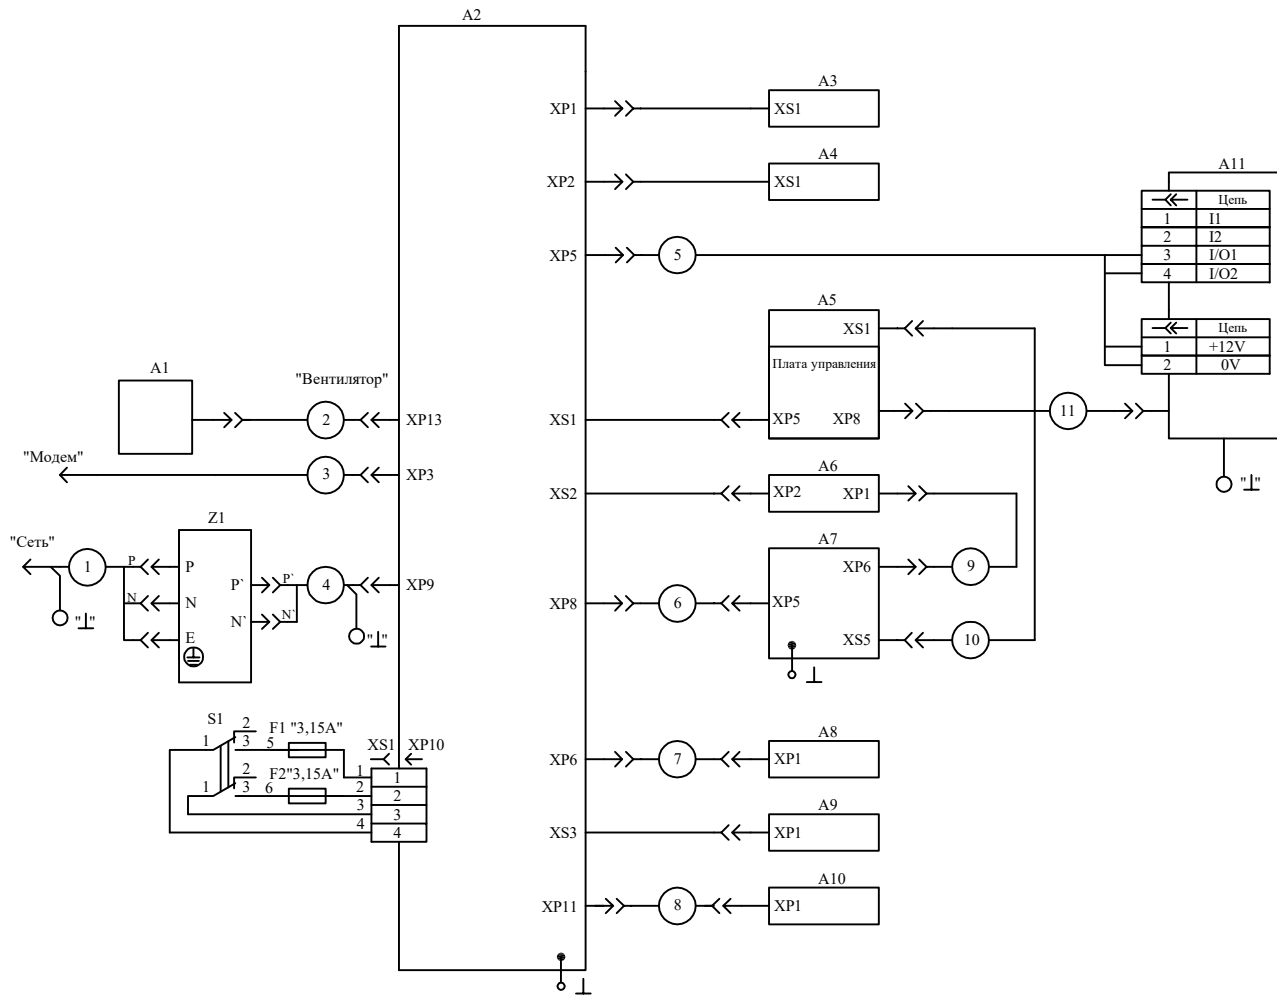 A2
A3
XP1
XS1
A4
XP2
XS1
A11
Цепь
1 I1
2 I2
3 I/O1
4 I/O2
XP5
5
A5
XS1
Цепь
1 +12V
2 0V
Плата управления
A1
"Вентилятор"
2
XP13
XS1
XP5
XP8
11
"Модем"
3
XP3
A6
XS2
XP2
XP1
"⊥"
Z1
"Сеть"
1
P
P
P`
P`
4
XP9
A7
XP6
9
N
N
N`
N`
XP8
6
XP5
"⊥"
E
"⊥"
XS5
10
⊥
S1
2
F1 "3,15A"
1
3
5
XS1
XP10
A8
XP6
7
XP1
2
F2"3,15A"
1
3
6
1
1
2
2
3
3
4
4
A9
XS3
XP1
A10
XP11
8
XP1
⊥